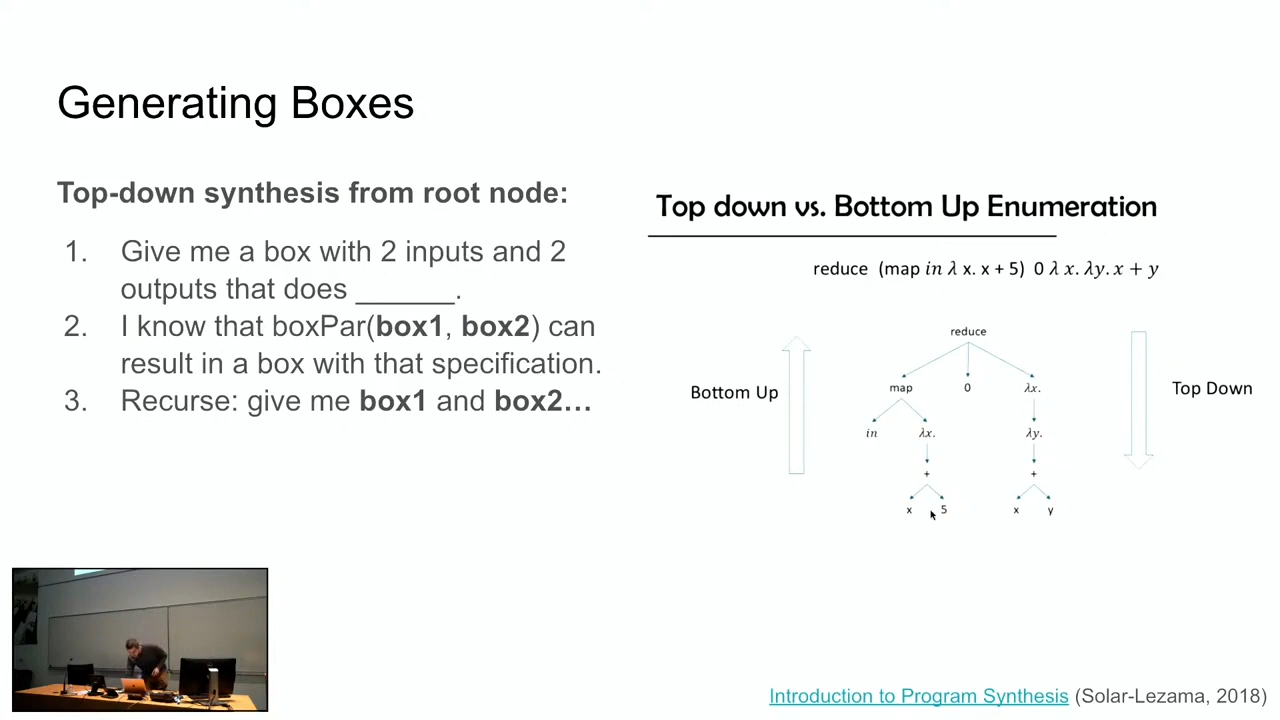 Generating Boxes
Top-down synthesis from root node:
1. Give me a box with 2 inputs and 2
outputs that does ______.
2. I know that boxPar(box1, box2) can
result in a box with that specification.
3. Recurse: give me box1 and box2...
Top down vs. Bottom Up Enumeration
reduce (map in λ x. x + 5) 0 λ x. λy. x + y
reduce
map 0 λx.
Bottom Up
Top Down
in λx. λy.
+ +
x 5 x y
Introduction to Program Synthesis (Solar-Lezama, 2018)